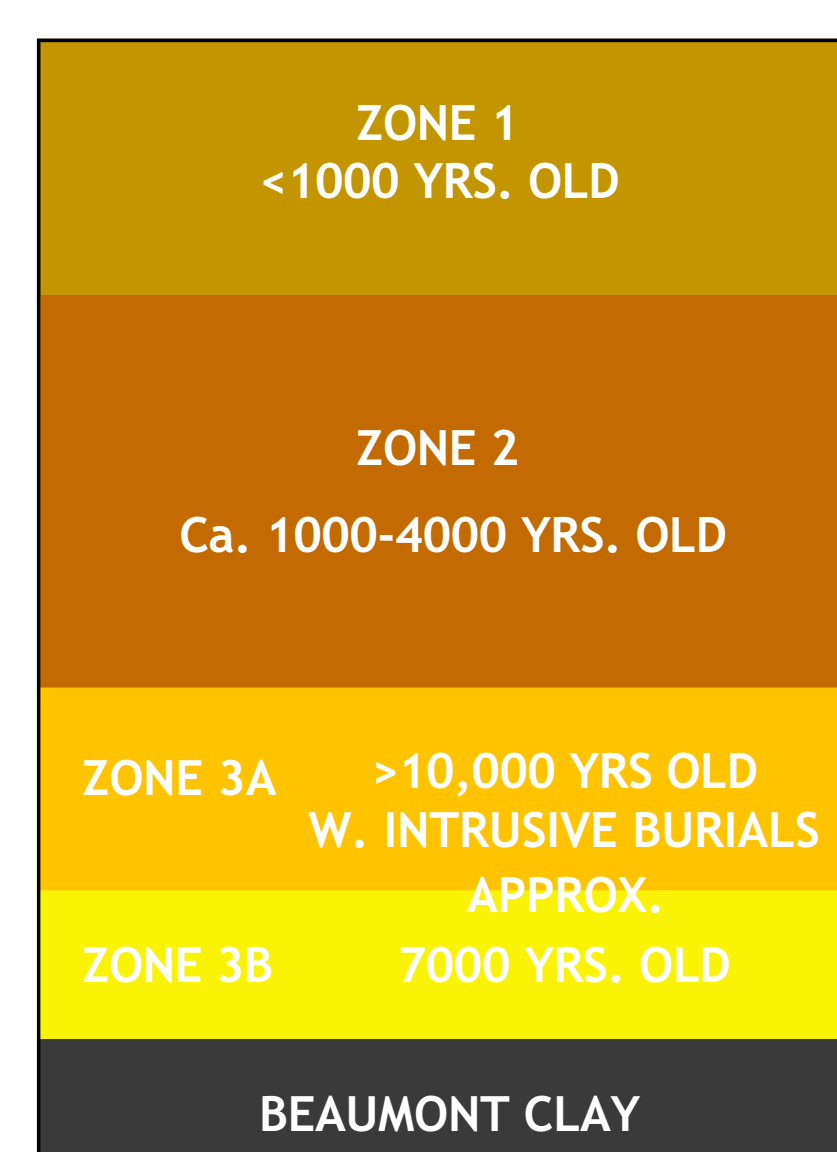 ZONE 1
<1000 YRS. OLD
ZONE 2
Ca. 1000-4000 YRS. OLD
ZONE 3A
>10,000 YRS OLD
W. INTRUSIVE BURIALS
APPROX.
ZONE 3B
7000 YRS. OLD
BEAUMONT CLAY